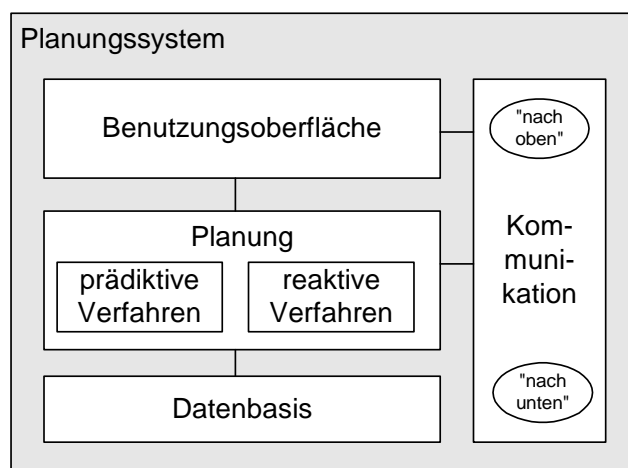 Planungssystem
Benutzungsoberfläche
"nach
oben"
Planung
prädiktive
Verfahren
reaktive
Verfahren
Kom-
muni-
kation
Datenbasis
"nach
unten"